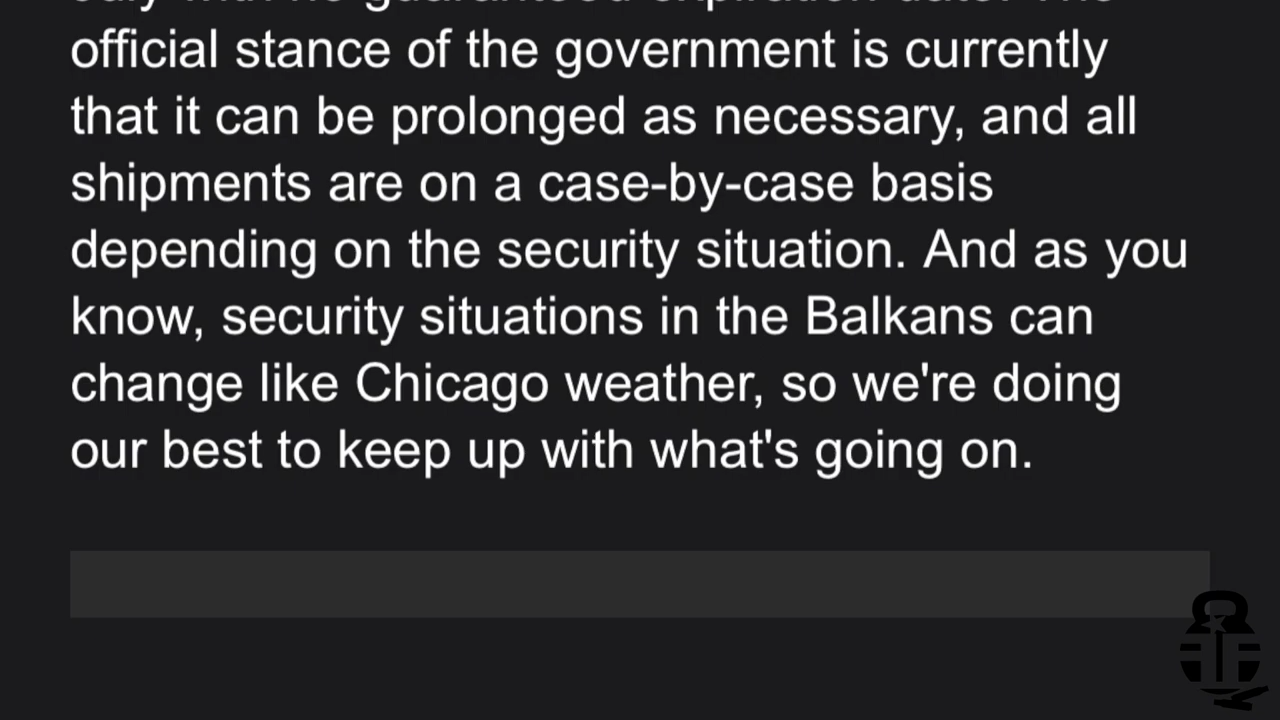 official stance of the government is currently
that it can be prolonged as necessary, and all
shipments are on a case-by-case basis
depending on the security situation. And as you
know, security situations in the Balkans can
change like Chicago weather, so we're doing
our best to keep up with what's going on.